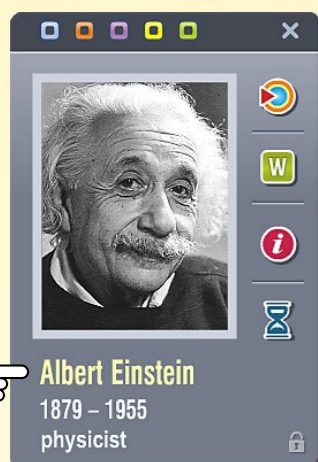 W
i
Albert Einstein
1879 – 1955
physicist